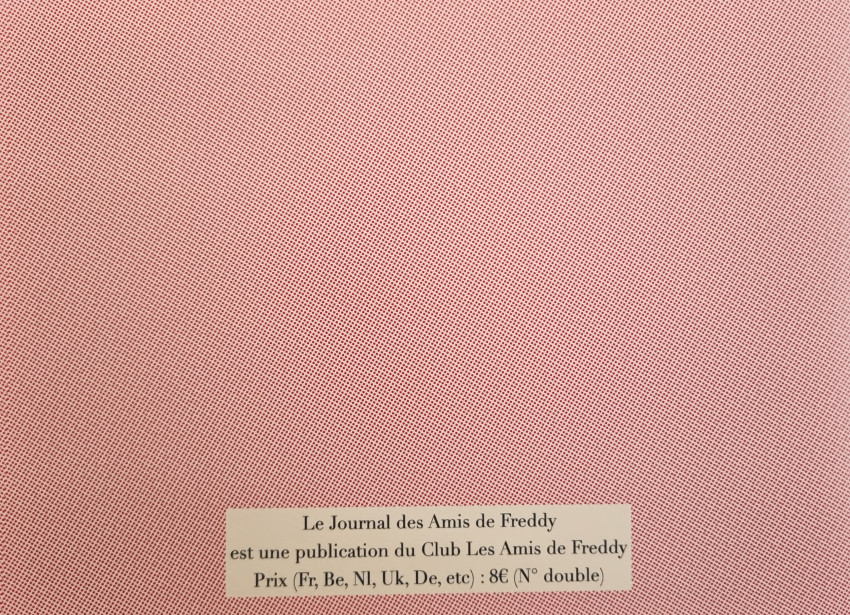 Le Journal des Amis de Freddy
est une publication du Club Les Amis de Freddy
Prix (Fr, Be, Nl, Uk, De, etc) : 8€ (N° double)